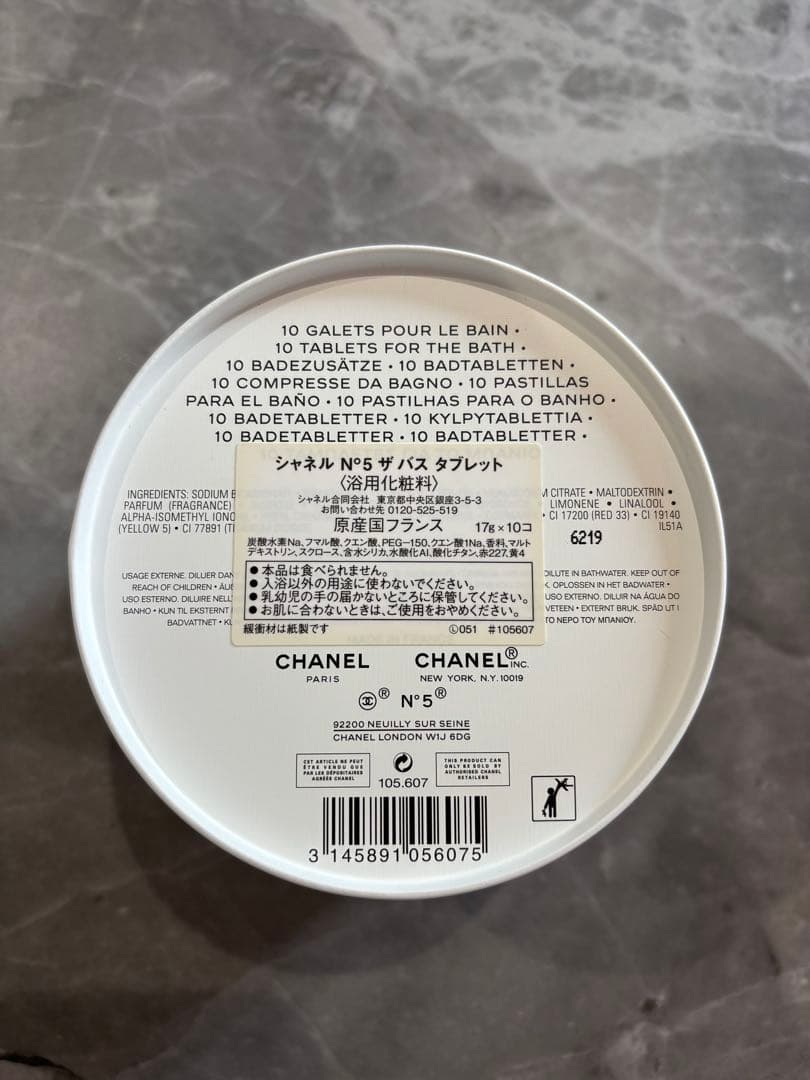 10 GALETS POUR LE BAIN •
10 TABLETS FOR THE BATH •
10 BADEZUSÄTZE • 10 BADTABLETTEN •
10 COMPRESSE DA BAGNO • 10 PASTILLAS
PARA EL BAÑO • 10 PASTILHAS PARA O BANHO •
10 BADETABLETTER • 10 KYLPYTABLETTIA •
10 BADETABLETTER • 10 BADTABLETTER •
シャネル N°5 ザ バス タブレット
〈浴用化粧料〉
シャネル合同会社 東京都中央区銀座3-5-3
お問い合わせ先 0120-525-519
原産国フランス 17g×10コ
炭酸水素Na、フマル酸、クエン酸、PEG-150、クエン酸1Na、香料、マルト
デキストリン、スクロース、含水シリカ、水酸化Al、酸化チタン、赤227、黄4
●本品は食べられません。
●入浴以外の用途に使わないでください。
●乳幼児の手の届かないところに保管してください。
●お肌に合わないときは、ご使用をおやめください。
緩衝材は紙製です Ⓛ051 #105607
INGREDIENTS: SODIUM B
PARFUM (FRAGRANCE)
ALPHA-ISOMETHYL IONO
(YELLOW 5) • CI 77891 (TI
M CITRATE • MALTODEXTRIN •
LIMONENE • LINALOOL •
CI 17200 (RED 33) • CI 19140
IL51A
6219
USAGE EXTERNE. DILUER DAN
REACH OF CHILDREN •
USO ESTERNO. DILUIRE NELL
BANHO • KUN TIL EKSTERNT
BADVATTNET •
DILUTE IN BATHWATER. KEEP OUT OF
K. OPLOSSEN IN HET BADWATER •
USO EXTERNO. DILUIR NA ÁGUA DO
VETEEN • EXTERNT BRUK. SPÄD UT I
ΤΟ ΝΕΡΟ ΤΟΥ ΜΠΑΝΙΟΥ.
CHANEL
PARIS
CHANEL® INC.
NEW YORK, N.Y. 10019
® N°5®
92200 NEUILLY SUR SEINE
CHANEL LONDON W1J 6DG
CET ARTICLE NE PEUT
ÊTRE VENDU QUE
PAR LES DÉPOSITAIRES
AGRÉÉS CHANEL
THIS PRODUCT CAN
ONLY BE SOLD BY
AUTHORISED CHANEL
RETAILERS
105.607
3 145891 056075